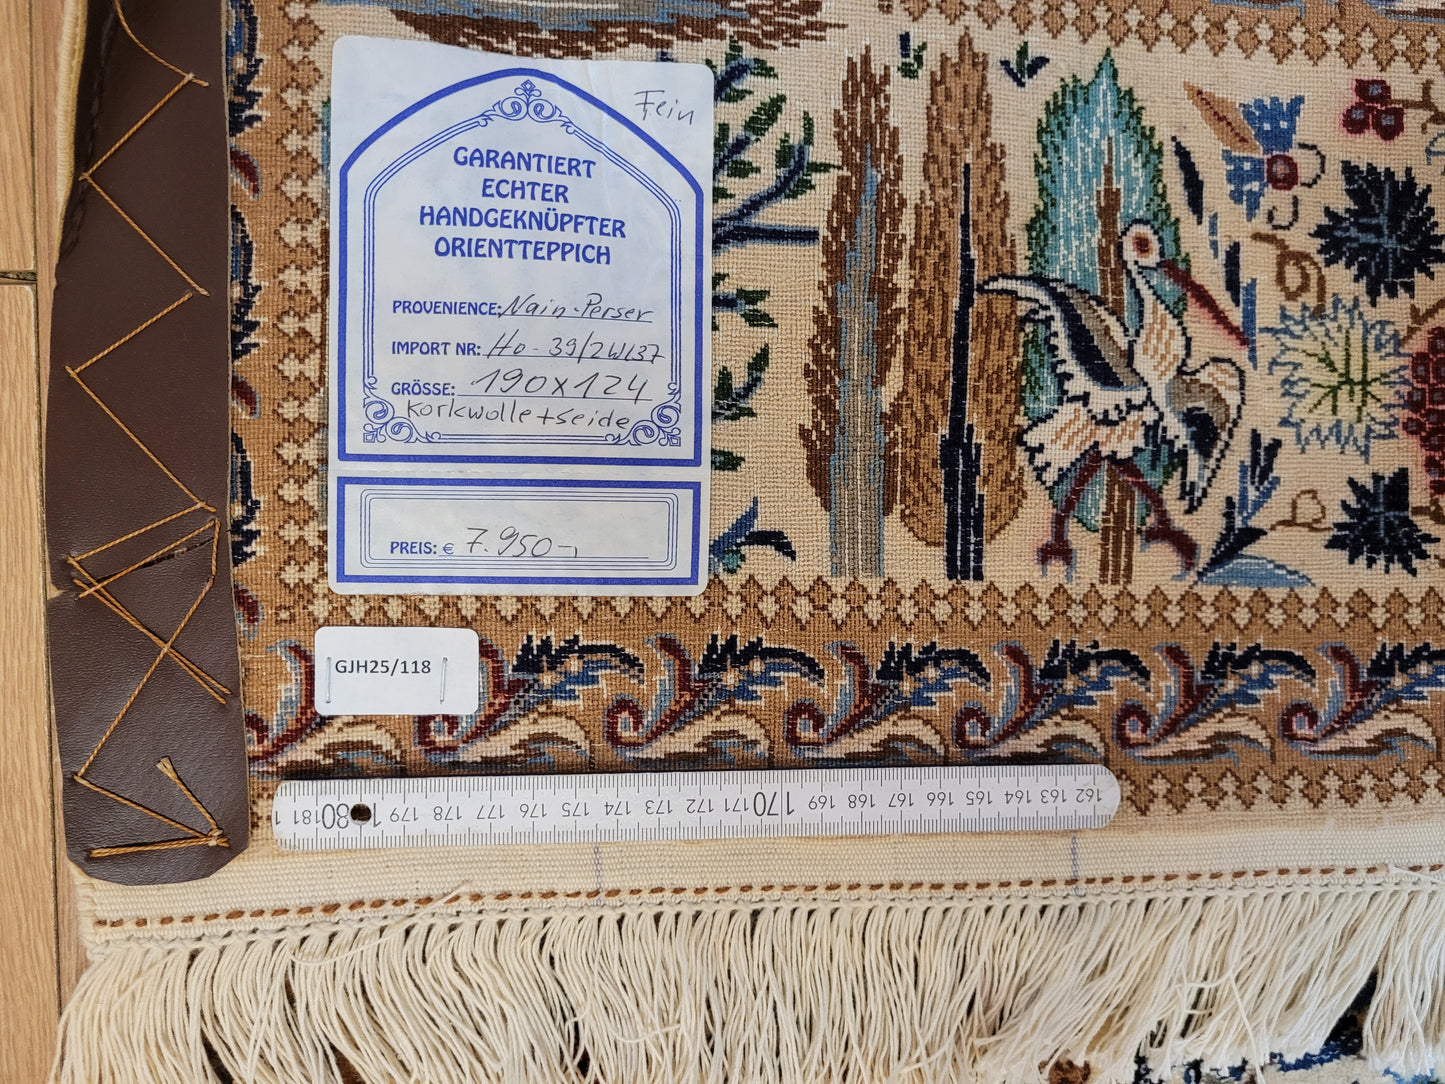 Fein
GARANTIERT
ECHTER
HANDGEKNÜPFTER
ORIENTTEPPICH
PROVENIENCE: Nain-Perser
IMPORT NR: Ho-39/2WL37
GRÖSSE: 190x124
Korkwolle + Seide
PREIS: € 7.950-,
GJH25/118
181 180 179 178 177 176 175 174 173 172 171 170 169 168 167 166 165 164 163 162